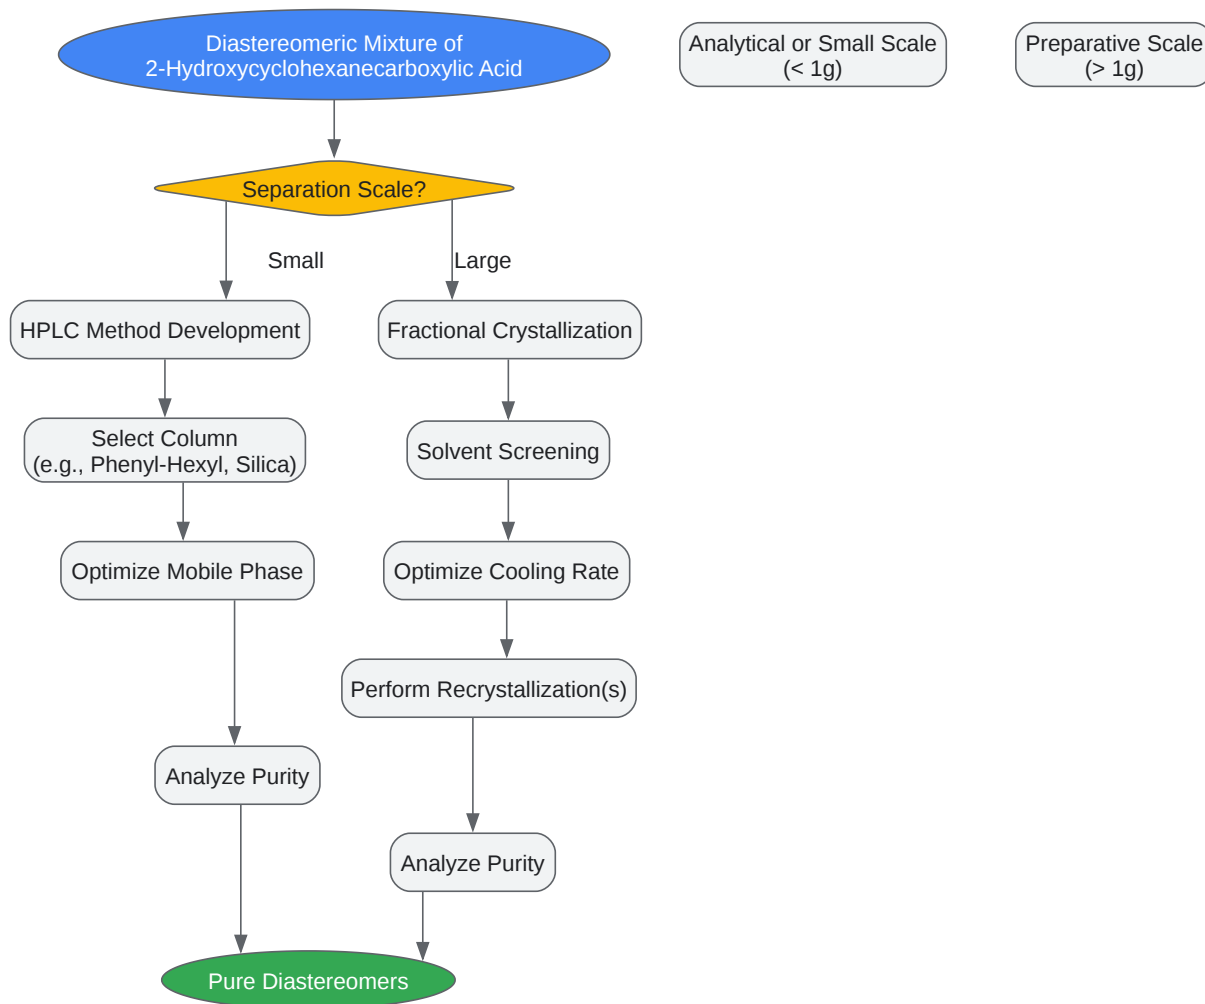 Diastereomeric Mixture of
2-Hydroxycyclohexanecarboxylic Acid
Analytical or Small Scale
(< 1g)
Preparative Scale
(> 1g)
Separation Scale?
Small
Large
HPLC Method Development
Fractional Crystallization
Select Column
(e.g., Phenyl-Hexyl, Silica)
Solvent Screening
Optimize Mobile Phase
Optimize Cooling Rate
Perform Recrystallization(s)
Analyze Purity
Analyze Purity
Pure Diastereomers